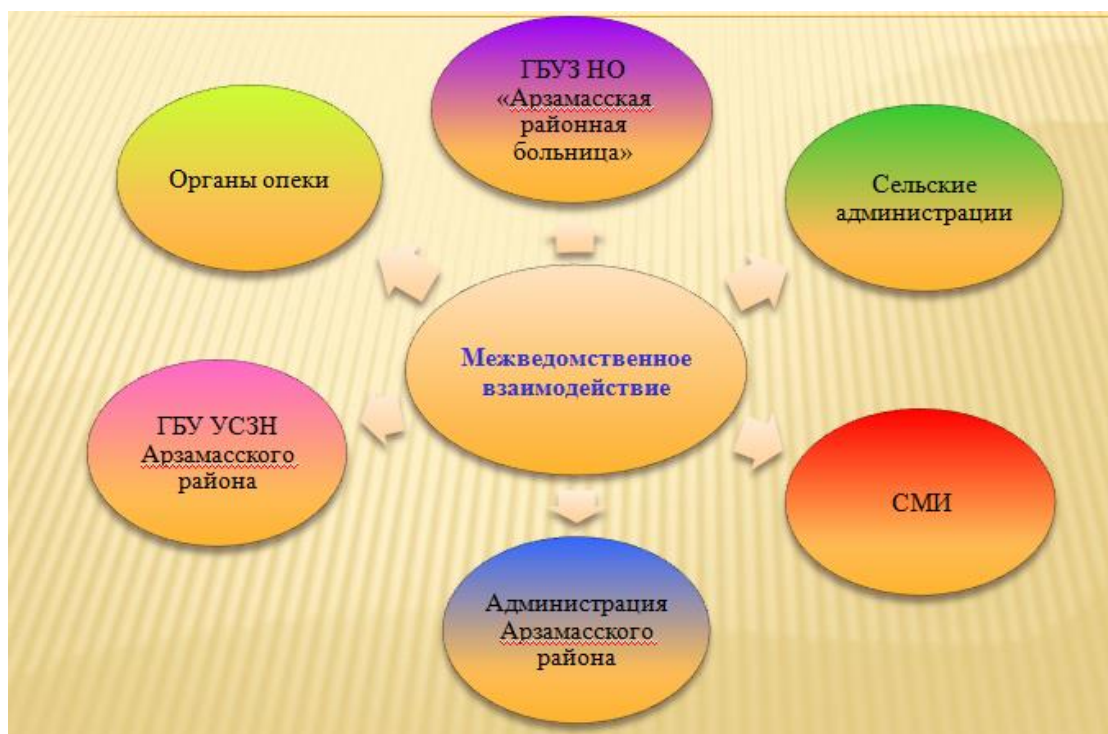 ГБУЗ НО
«Арзамасская
районная
больница»
Органы опеки
Сельские
администрации
Межведомственное
взаимодействие
ГБУ УСЗН
Арзамасского
района
СМИ
Администрация
Арзамасского
района